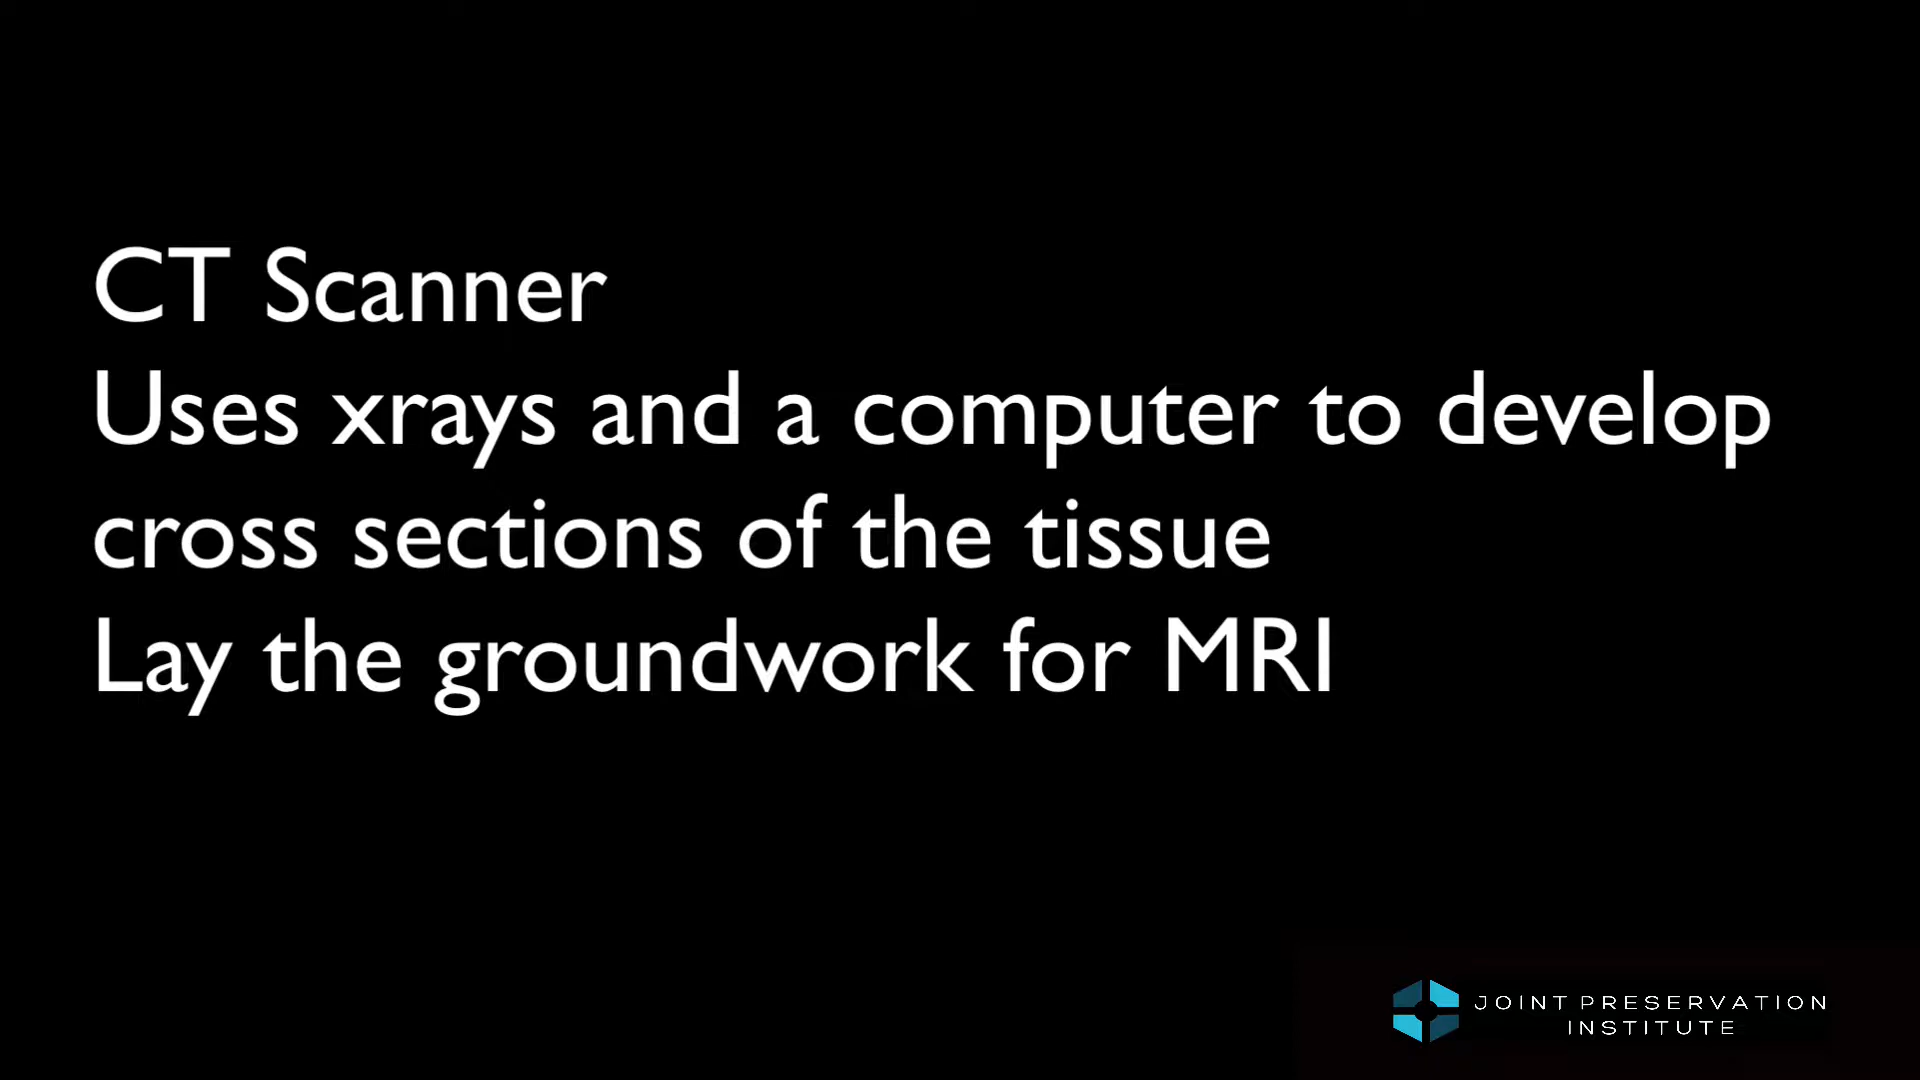 CT Scanner
Uses xrays and a computer to develop
cross sections of the tissue
Lay the groundwork for MRI
JOINT PRESERVATION
INSTITUTE